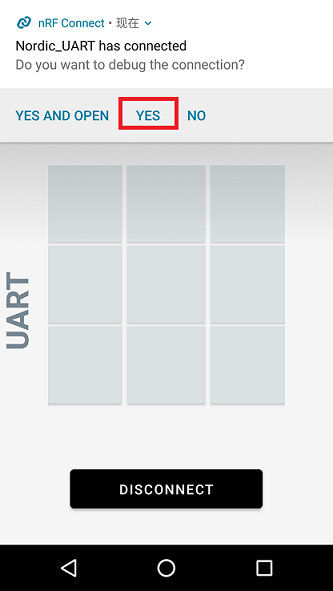 nRF Connect • 现在
Nordic_UART has connected
Do you want to debug the connection?
YES AND OPEN YES NO
UART
DISCONNECT